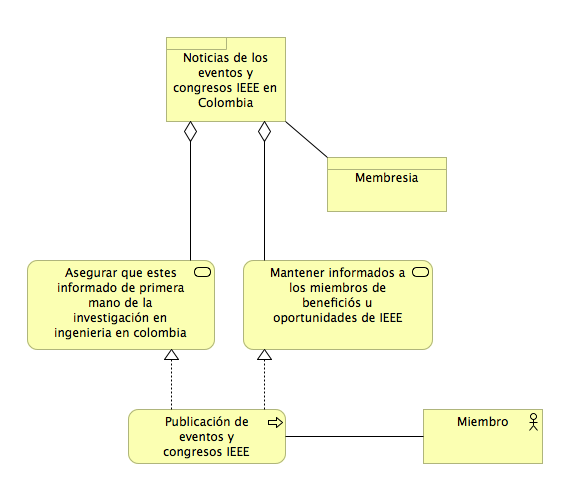 Noticias de los
eventos y
congresos IEEE en
Colombia
Membresia
Asegurar que estes
informado de primera
mano de la
investigación en
ingenieria en colombia
Mantener informados a
los miembros de
beneficiós u
oportunidades de IEEE
Publicación de
eventos y
congresos IEEE
Miembro